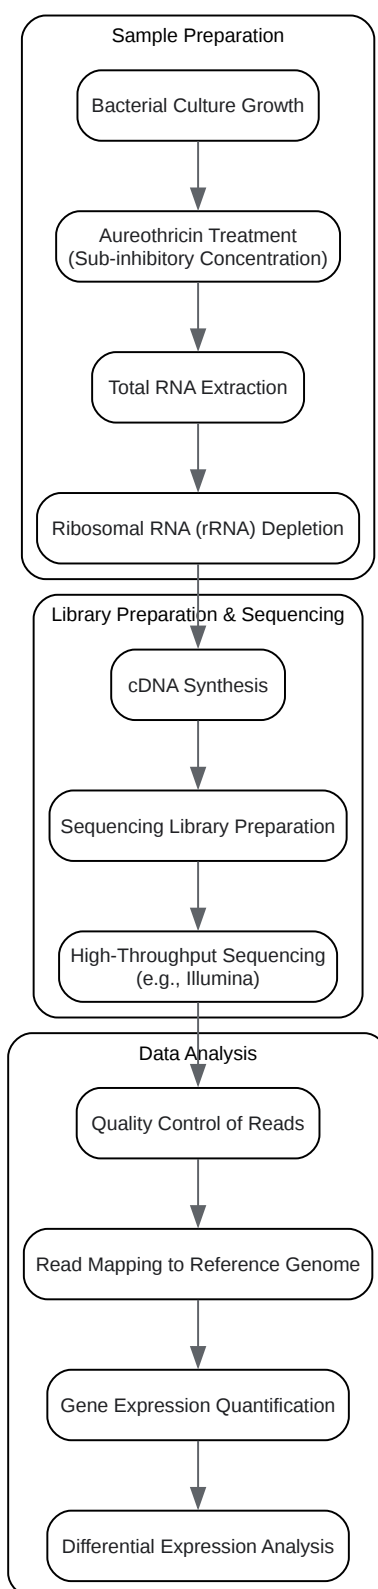 Sample Preparation
Bacterial Culture Growth
Aureothricin Treatment
(Sub-inhibitory Concentration)
Total RNA Extraction
Ribosomal RNA (rRNA) Depletion
Library Preparation & Sequencing
cDNA Synthesis
Sequencing Library Preparation
High-Throughput Sequencing
(e.g., Illumina)
Data Analysis
Quality Control of Reads
Read Mapping to Reference Genome
Gene Expression Quantification
Differential Expression Analysis